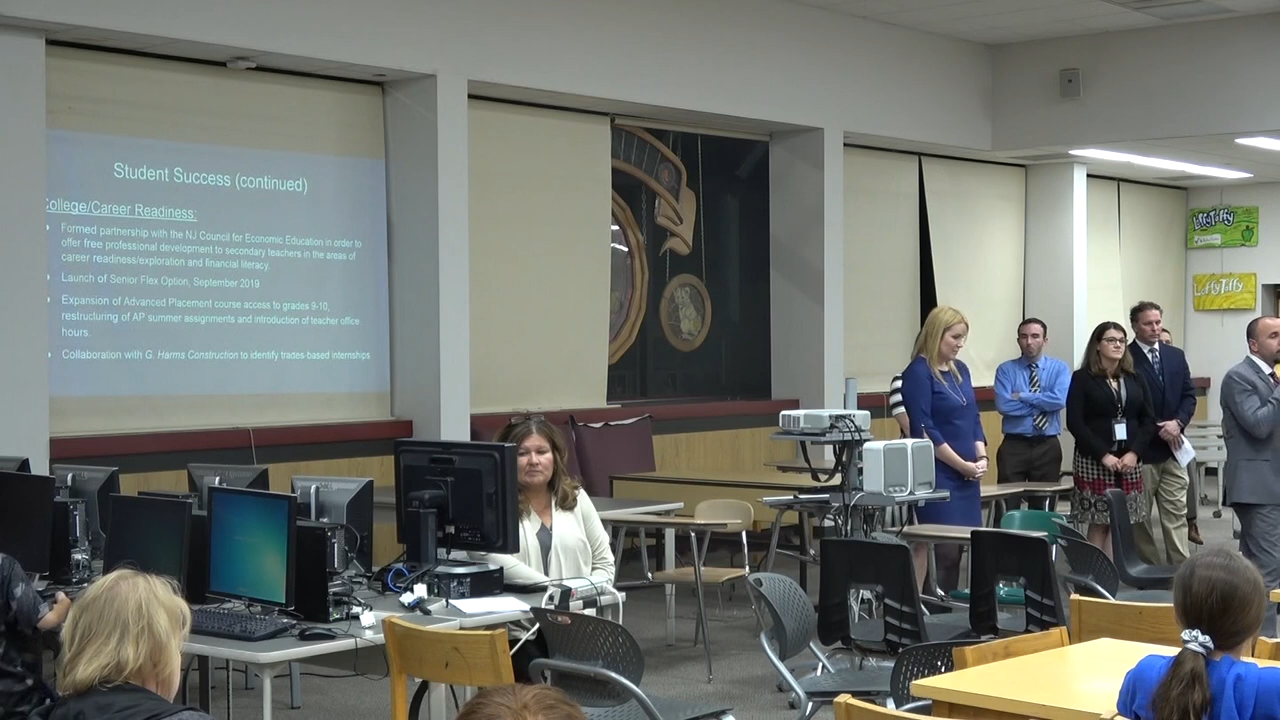 Student Success (continued)
College/Career Readiness:
• Formed partnership with the NJ Council for Economic Education in order to
offer free professional development to secondary teachers in the areas of
career readiness/exploration and financial literacy.
• Launch of Senior Flex Option, September 2019
• Expansion of Advanced Placement course access to grades 9-10,
restructuring of AP summer assignments and introduction of teacher office
hours.
• Collaboration with G. Harms Construction to identify trades-based internships
Laffy Taffy
Laffy Taffy
DELL